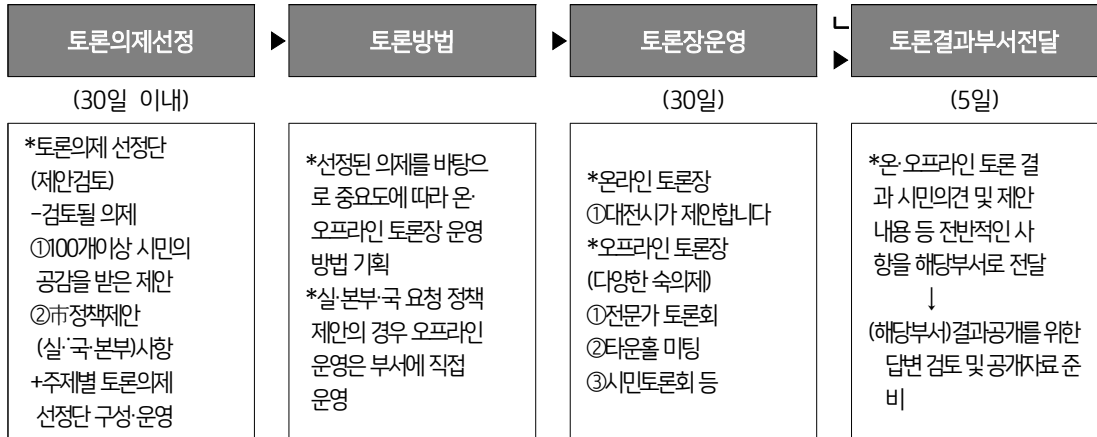 토론의제선정
▶
토론방법
▶
토론장운영
▶
토론결과부서전달
(30일 이내)
(30일)
(5일)
*토론의제 선정단
(제안검토)
-검토될 의제
①100개이상 시민의
공감을 받은 제안
②市정책제안
(실·국·본부)사항
+주제별 토론의제
선정단 구성·운영
*선정된 의제를 바탕으
로 중요도에 따라 온·
오프라인 토론장 운영
방법 기획
*실·본부·국 요청 정책
제안의 경우 오프라인
운영은 부서에 직접
운영
*온라인 토론장
①대전시가 제안합니다
*오프라인 토론장
(다양한 숙의제)
①전문가 토론회
②타운홀 미팅
③시민토론회 등
*온·오프라인 토론 결
과 시민의견 및 제안
내용 등 전반적인 사
항을 해당부서로 전달
↓
(해당부서)결과공개를 위한
답변 검토 및 공개자료 준
비